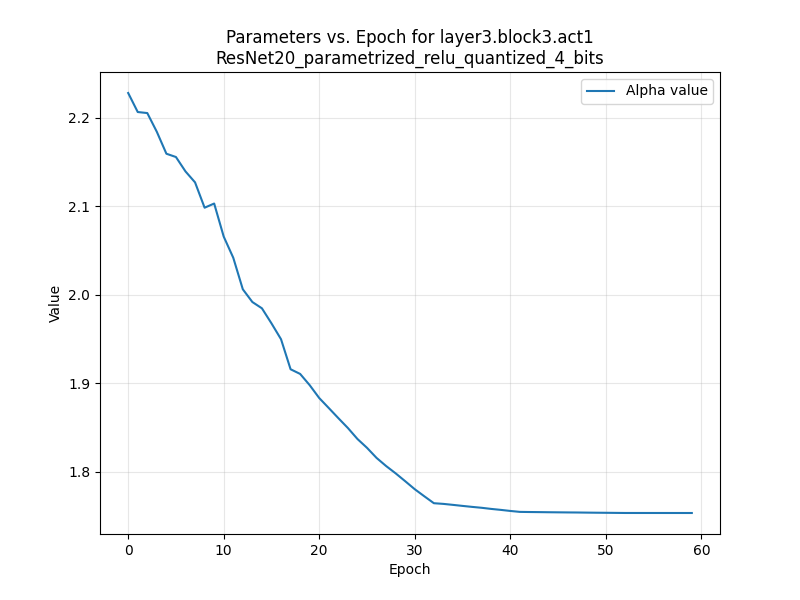 Parameters vs. Epoch for layer3.block3.act1
ResNet20_parametrized_relu_quantized_4_bits
Alpha value
2.2
2.1
2.0
1.9
1.8
Value
0
10
20
30
40
50
60
Epoch